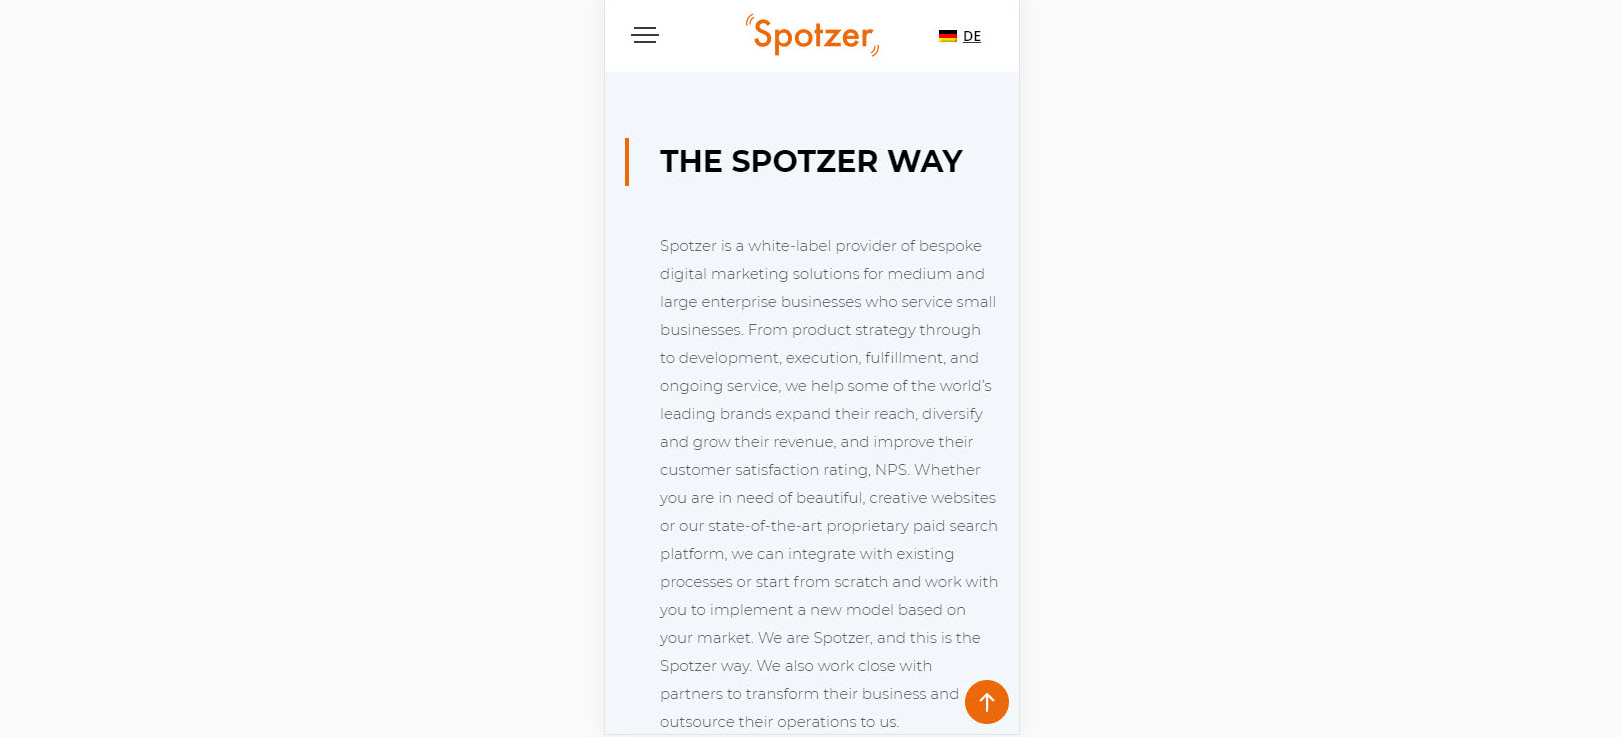 Spotzer
DE
THE SPOTZER WAY
Spotzer is a white-label provider of bespoke
digital marketing solutions for medium and
large enterprise businesses who service small
businesses. From product strategy through
to development, execution, fulfillment, and
ongoing service, we help some of the world’s
leading brands expand their reach, diversify
and grow their revenue, and improve their
customer satisfaction rating, NPS. Whether
you are in need of beautiful, creative websites
or our state-of-the-art proprietary paid search
platform, we can integrate with existing
processes or start from scratch and work with
you to implement a new model based on
your market. We are Spotzer, and this is the
Spotzer way. We also work close with
partners to transform their business and
outsource their operations to us.